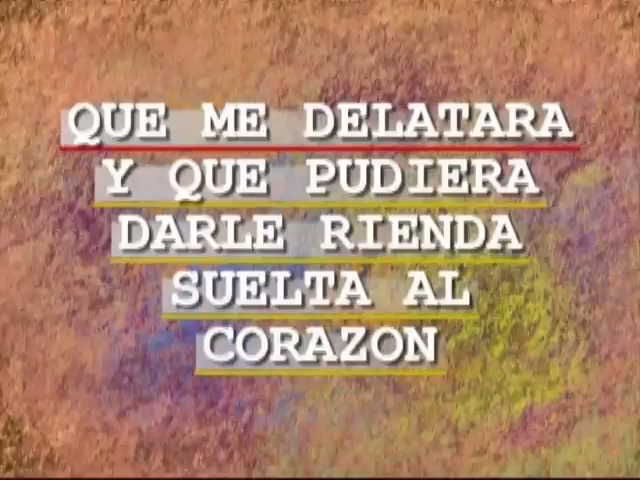 QUE ME DELATARA
Y QUE PUDIERA
DARLE RIENDA
SUELTA AL
CORAZON